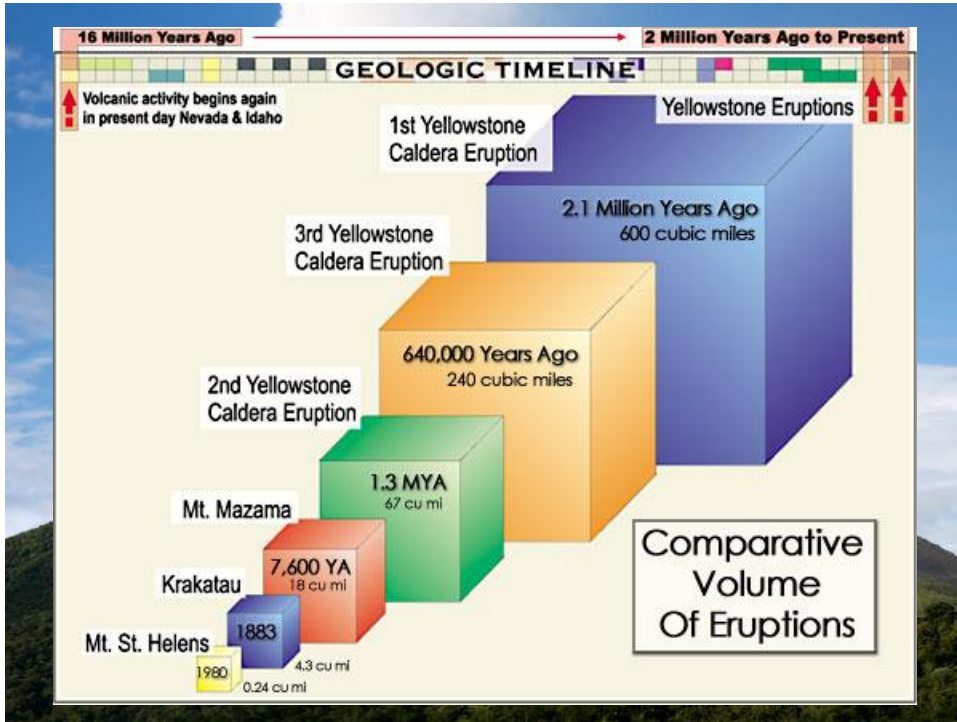 16 Million Years Ago
2 Million Years Ago to Present
GEOLOGIC TIMELINE
Volcanic activity begins again
in present day Nevada & Idaho
Yellowstone Eruptions
1st Yellowstone
Caldera Eruption
2.1 Million Years Ago
600 cubic miles
3rd Yellowstone
Caldera Eruption
640,000 Years Ago
240 cubic miles
2nd Yellowstone
Caldera Eruption
1.3 MYA
67 cu mi
Mt. Mazama
7,600 YA
18 cu mi
Krakatau
1883
4.3 cu mi
Mt. St. Helens
1980
0.24 cu mi
Comparative
Volume
Of Eruptions